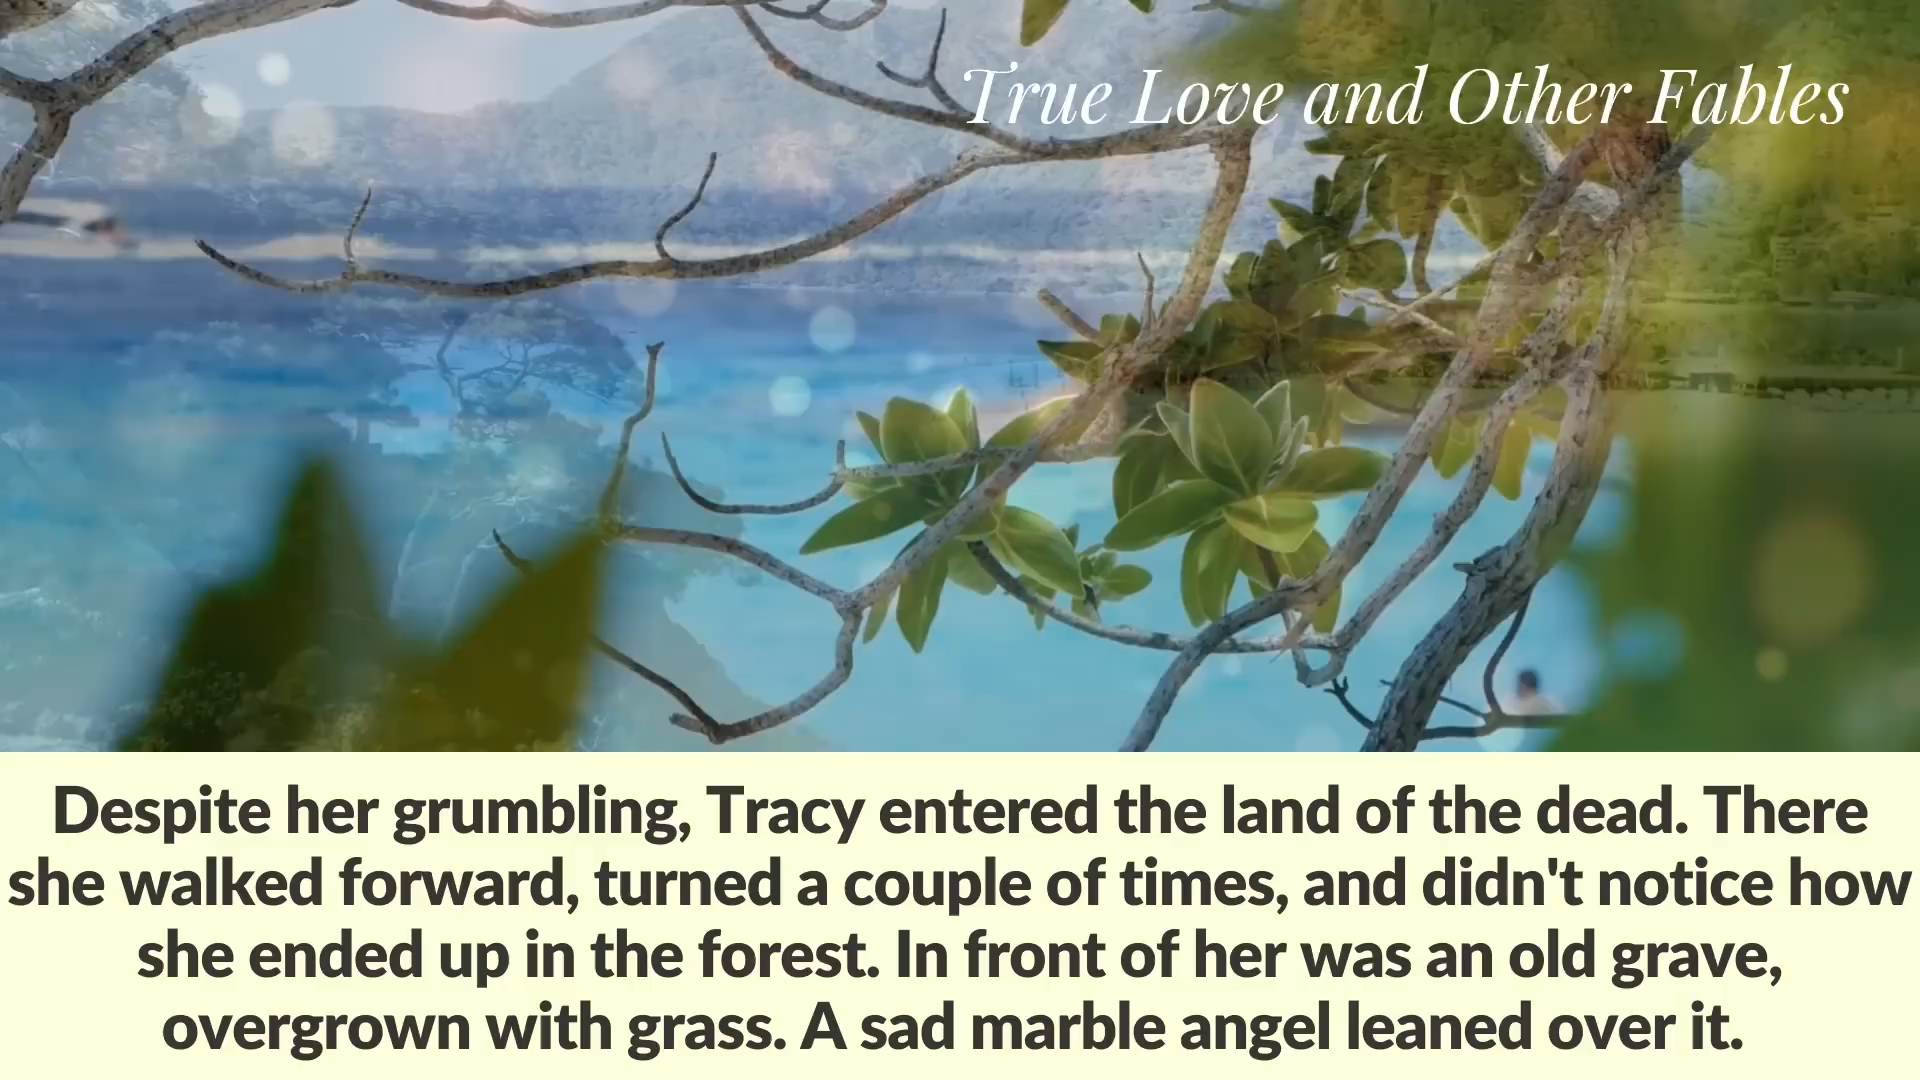 True Love and Other Fables
Despite her grumbling, Tracy entered the land of the dead. There
she walked forward, turned a couple of times, and didn't notice how
she ended up in the forest. In front of her was an old grave,
overgrown with grass. A sad marble angel leaned over it.